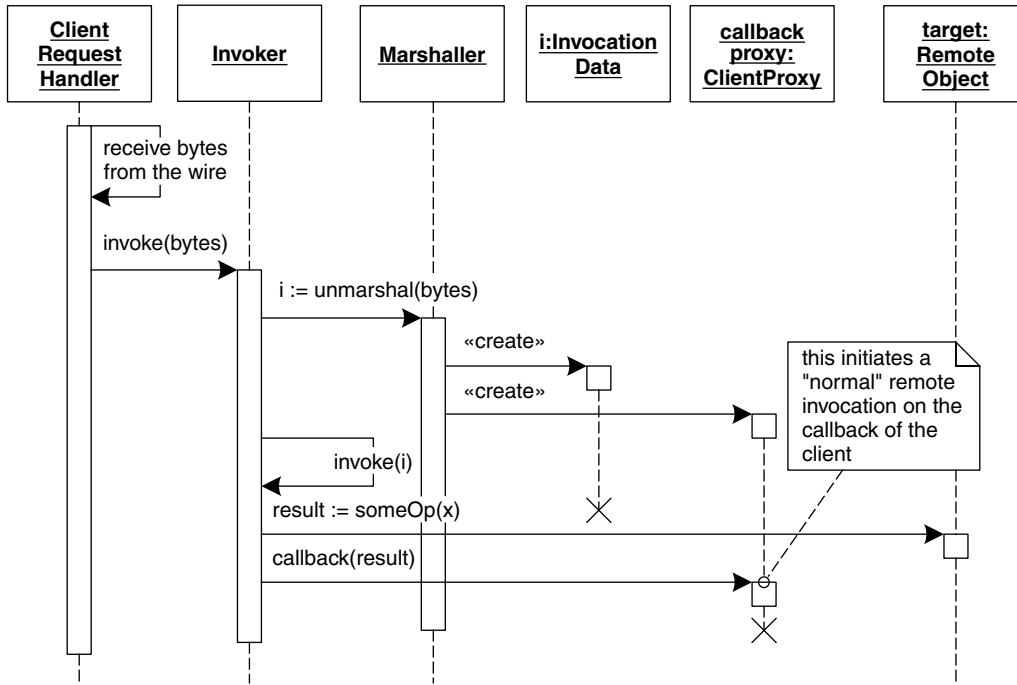 Client
Request
Handler
Invoker
Marshaller
i:Invocation
Data
callback
proxy:
ClientProxy
target:
Remote
Object
receive bytes
from the wire
invoke(bytes)
i := unmarshal(bytes)
«create»
«create»
this initiates a
"normal" remote
invocation on the
callback of the
client
invoke(i)
result := someOp(x)
callback(result)